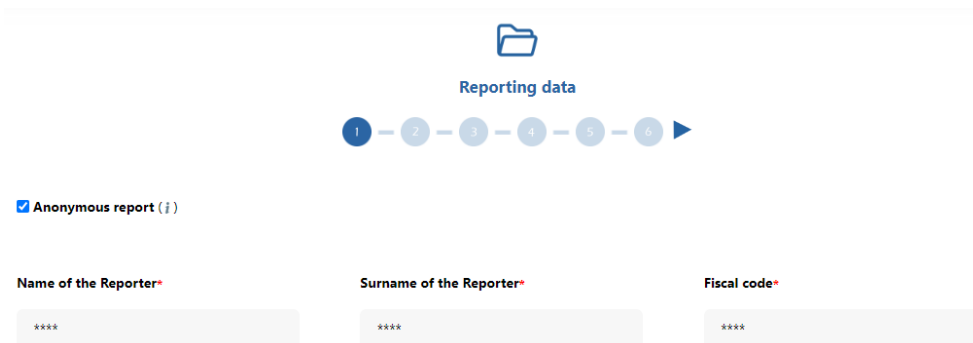 Reporting data
1 2 3 4 5 6
Anonymous report (i)
Name of the Reporter* Surname of the Reporter* Fiscal code*
**** **** ****